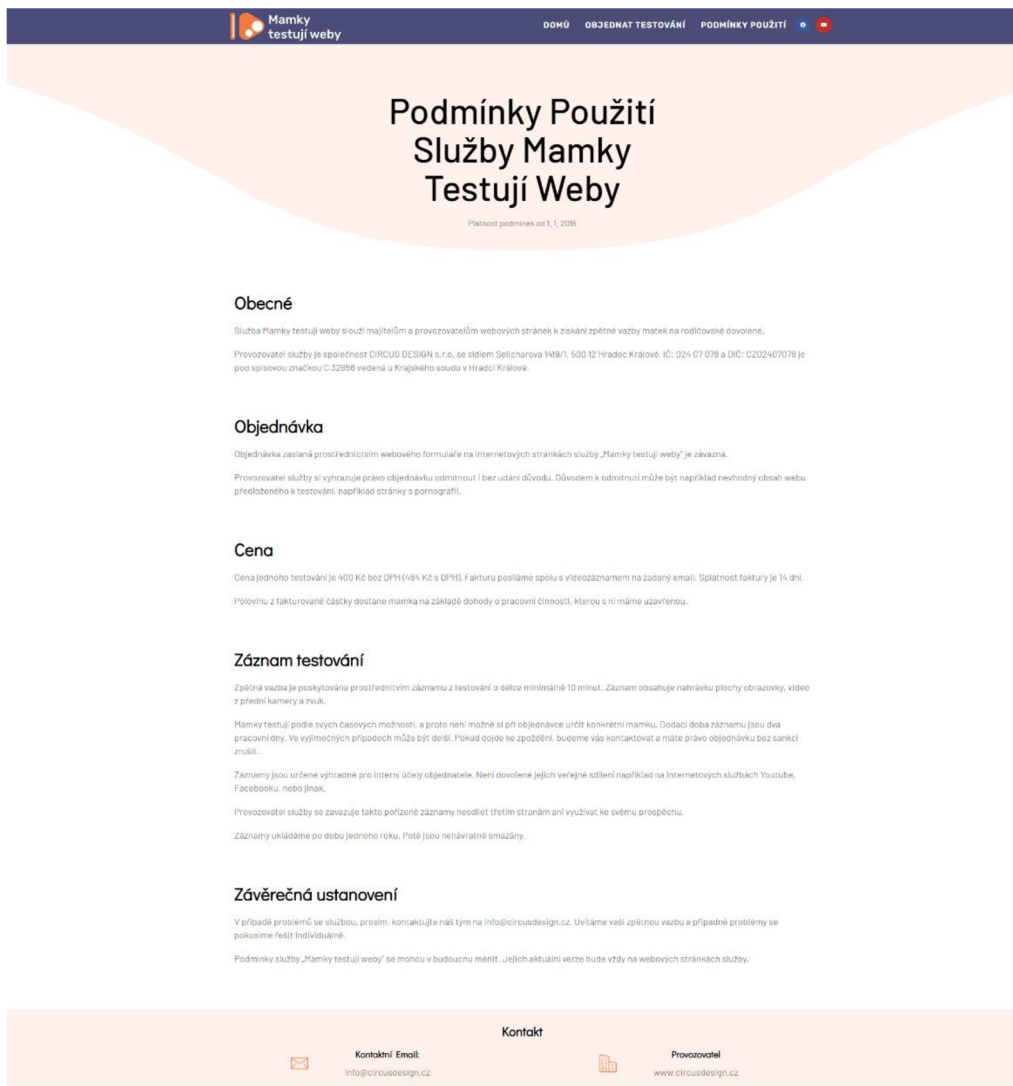 Mamky
testují weby
DOMŮ OBJEDNAT TESTOVÁNÍ PODMÍNKY POUŽITÍ
Podmínky Použití
Služby Mamky
Testují Weby
Platnost podmínek od 1. 1. 2018
Obecné
Služba Mamky testují weby slouží majitelům a provozovatelům webových stránek k získání zpětné vazby matek na rodičovské dovolené.
Provozovatel služby je společnost CIRCUS DESIGN s.r.o. se sídlem Selicharova 1419/1, 500 12 Hradec Králové. IČ: 024 07 078 a DIČ: CZ02407078 je
pod spisovou značkou C 32956 vedená u Krajského soudu v Hradci Králové.
Objednávka
Objednávka zaslaná prostřednictvím webového formuláře na internetových stránkách služby „Mamky testují weby" je závazná.
Provozovatel služby si vyhrazuje právo objednávku odmítnout i bez udání důvodu. Důvodem k odmítnutí může být například nevhodný obsah webu
předloženého k testování, například stránky s pornografií.
Cena
Cena jednoho testování je 400 Kč bez DPH (484 Kč s DPH). Fakturu posíláme spolu s videozáznamem na zadaný email. Splatnost faktury je 14 dní.
Polovinu z fakturované částky dostane mamka na základě dohody o pracovní činnosti, kterou s ní máme uzavřenou.
Záznam testování
Zpětná vazba je poskytována prostřednitvím záznamu z testování o délce minimálně 10 minut. Záznam obsahuje nahrávku plochy obrazovky, video
z přední kamery a zvuk.
Mamky testují podle svých časových možností, a proto není možné si při objednávce určit konkrétní mamku. Dodací doba záznamu jsou dva
pracovní dny. Ve vyjímečných případech může být delší. Pokud dojde ke zpoždění, budeme vás kontaktovat a máte právo objednávku bez sankcí
zrušit.
Záznamy jsou určené výhradně pro interní účely objednatele. Není dovolené jejich veřejné sdílení například na internetových službách Youtube,
Facebooku, nebo jinak.
Provozovatel služby se zavazuje takto pořízené záznamy nesdílet třetím stranám ani využívat ke svému prospěchu.
Záznamy ukládáme po dobu jednoho roku. Poté jsou nenávratně smazány.
Závěrečná ustanovení
V případě problémů se službou, prosím, kontaktujte náš tým na info@circusdesign.cz. Uvítáme vaši zpětnou vazbu a případné problémy se
pokusíme řešit individuálně.
Podmínky služby „Mamky testují weby" se mohou v budoucnu měnit. Jejich aktuální verze bude vždy na webových stránkách služby.
Kontakt
Kontaktní Email:
info@circusdesign.cz
Provozovatel
www.circusdesign.cz